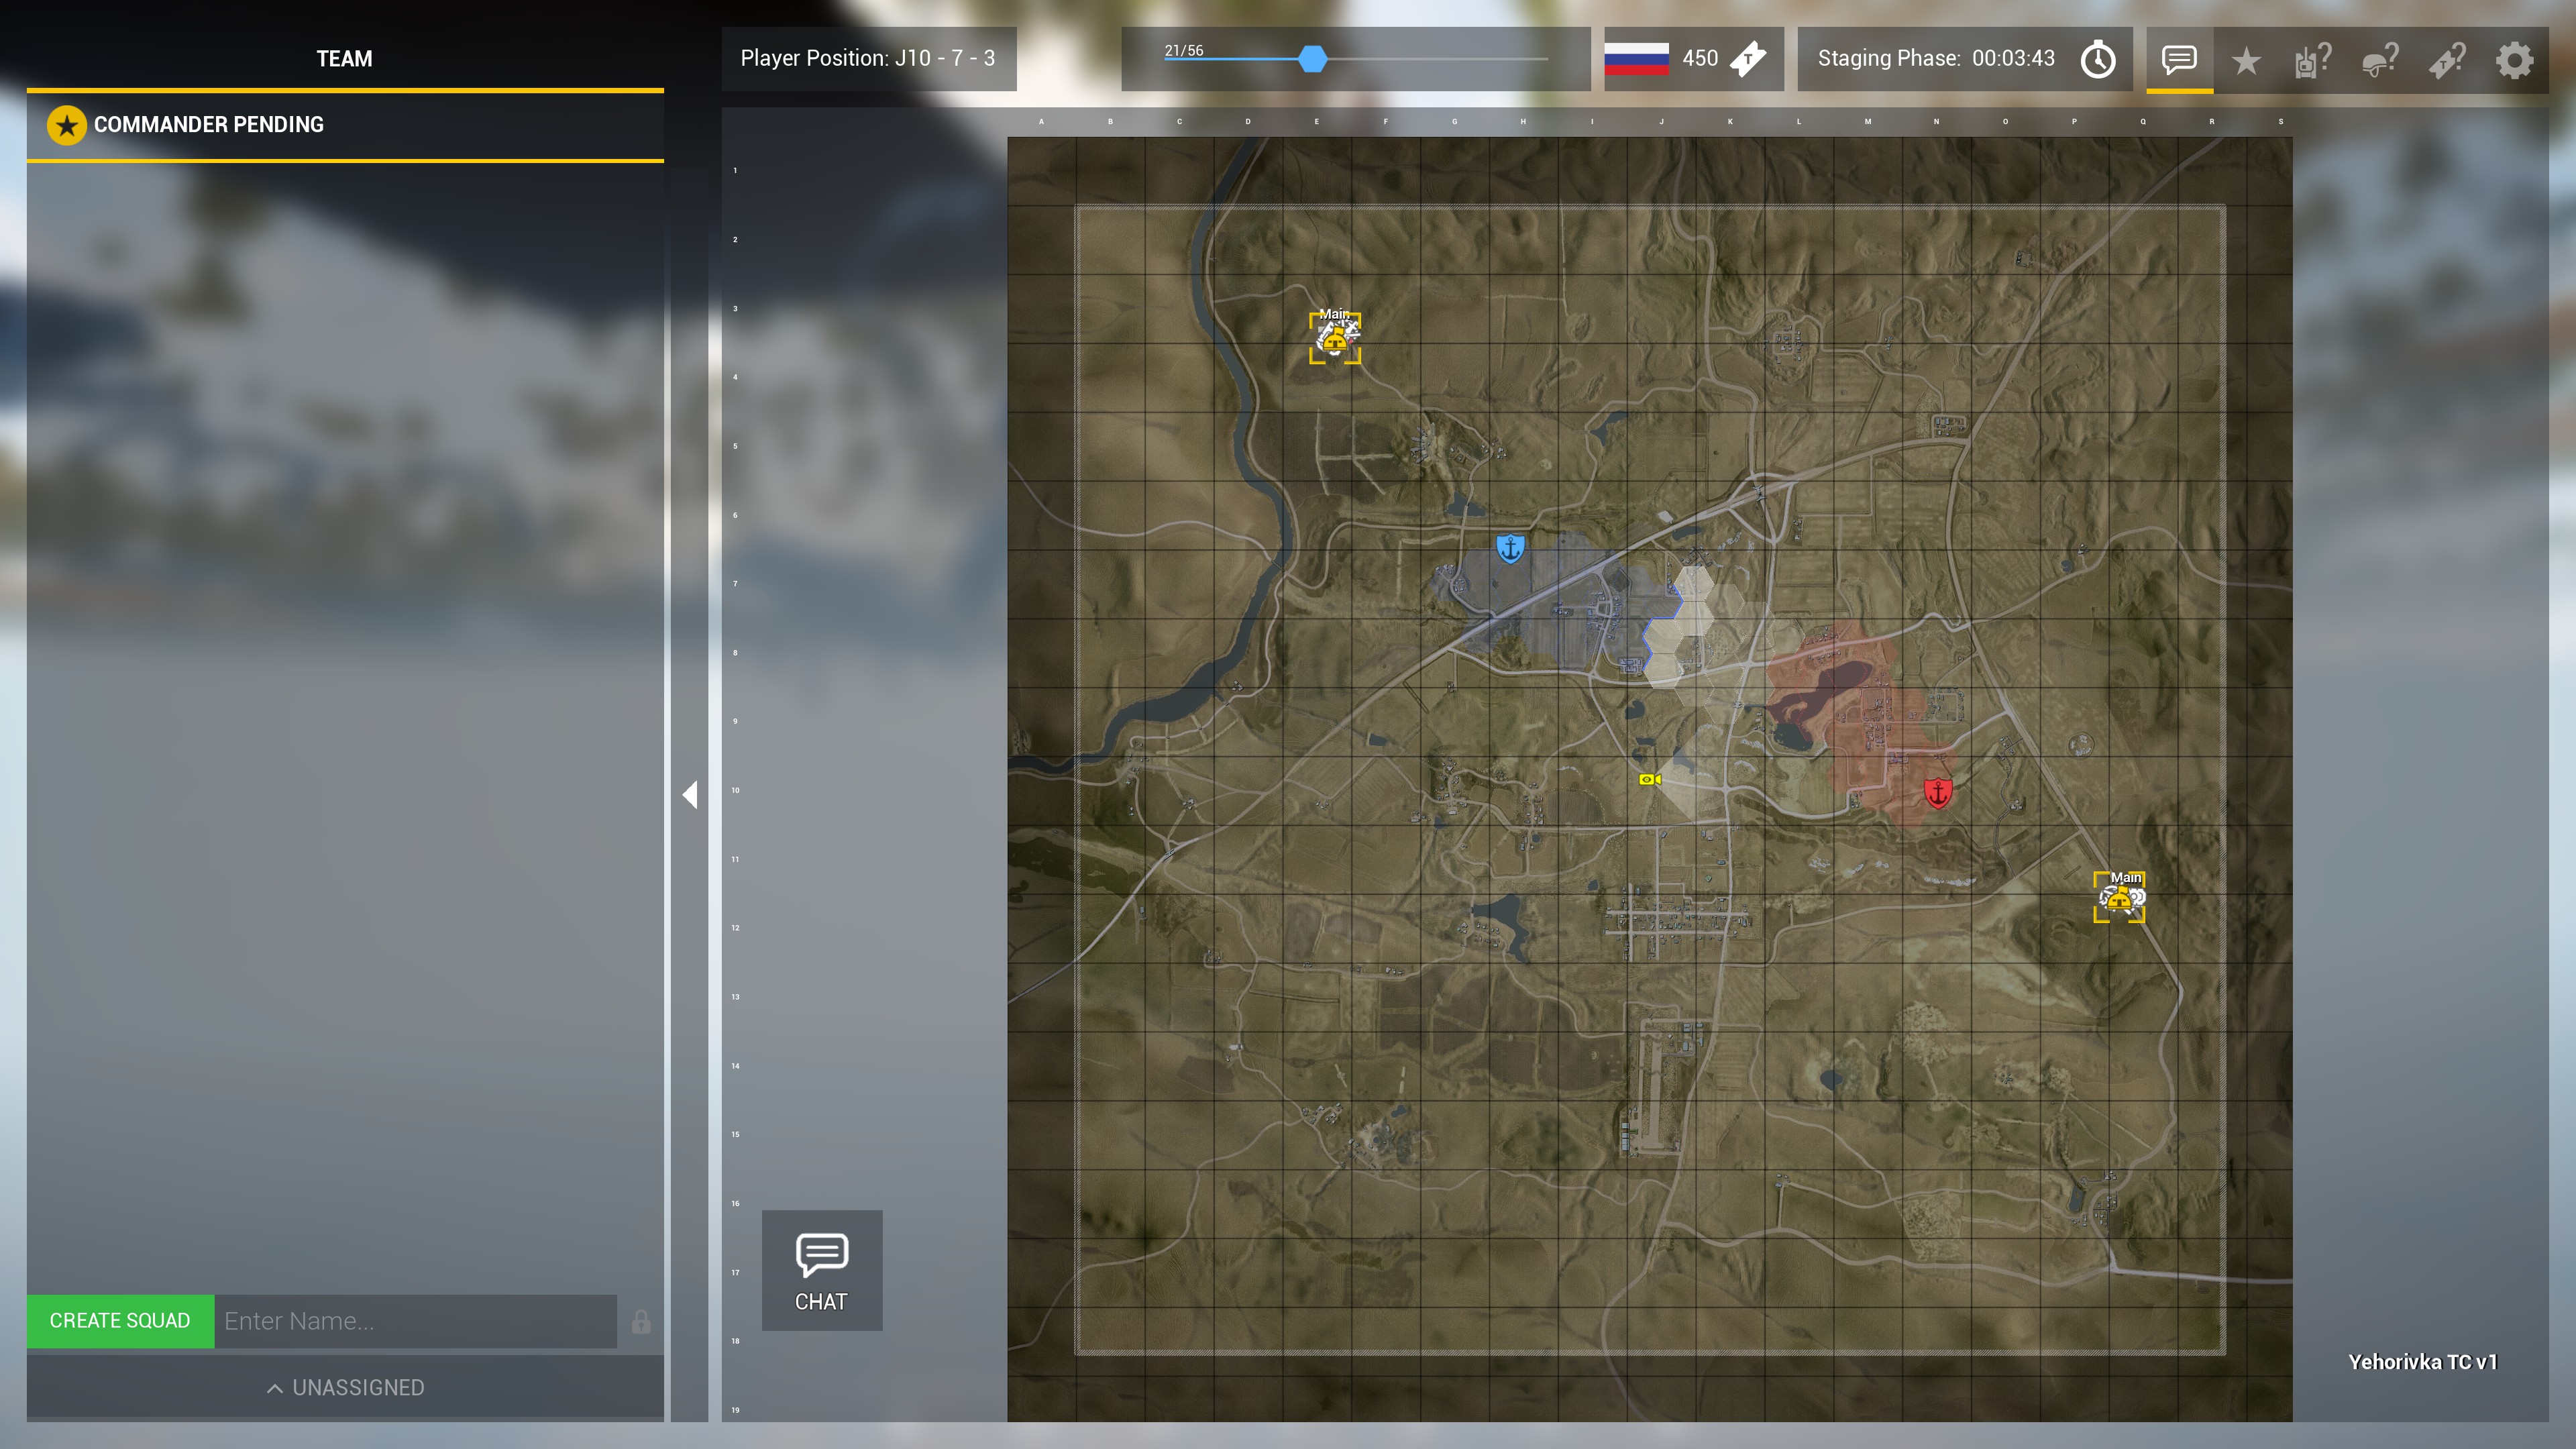 TEAM
COMMANDER PENDING
Player Position: J10 - 7 - 3
21/56
450
T
Staging Phase: 00:03:43
?
?
T?
A B C D E F G H I J K L M N O P Q R S
1
2
3
4
5
6
7
8
9
10
11
12
13
14
15
16
17
18
19
Main
Main
CHAT
CREATE SQUAD
Enter Name...
UNASSIGNED
Yehorivka TC v1